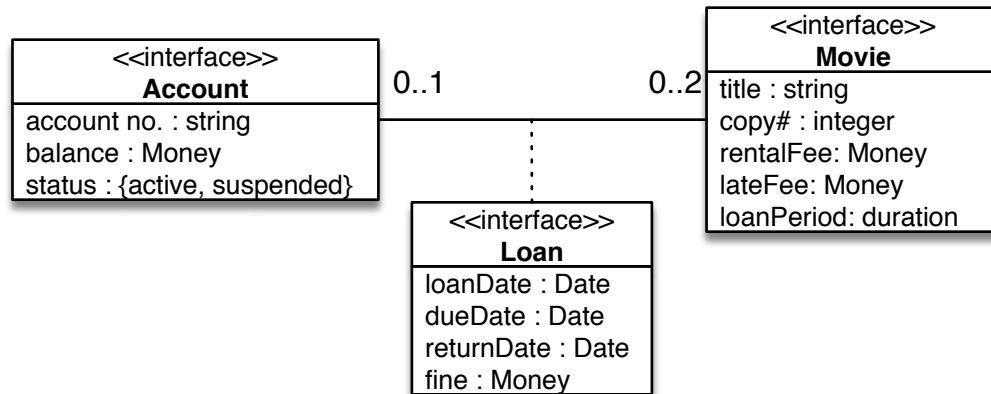 <<interface>>
Account
account no. : string
balance : Money
status : {active, suspended}
0..1
0..2
<<interface>>
Movie
title : string
copy# : integer
rentalFee: Money
lateFee: Money
loanPeriod: duration
<<interface>>
Loan
loanDate : Date
dueDate : Date
returnDate : Date
fine : Money